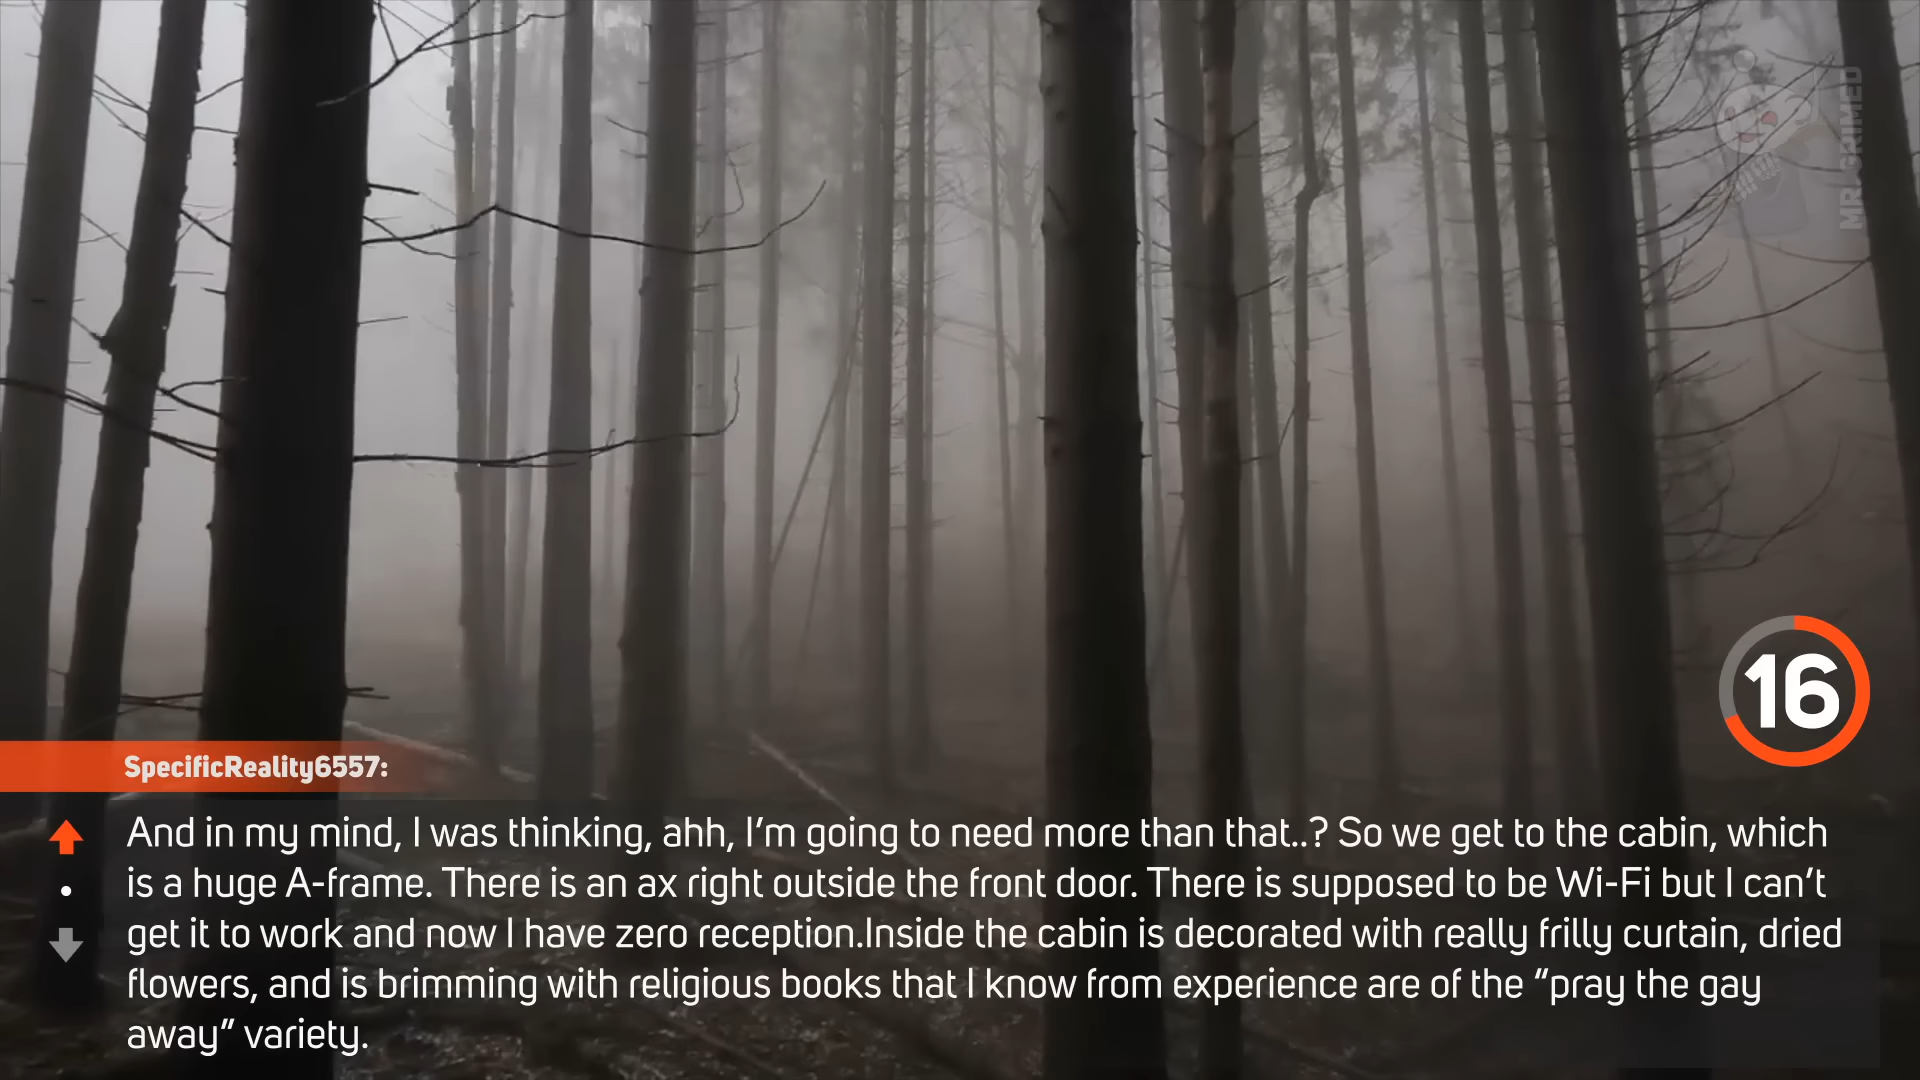 MR.GRIMED
16
SpecificReality6557:
And in my mind, I was thinking, ahh, I’m going to need more than that..? So we get to the cabin, which
is a huge A-frame. There is an ax right outside the front door. There is supposed to be Wi-Fi but I can’t
get it to work and now I have zero reception.Inside the cabin is decorated with really frilly curtain, dried
flowers, and is brimming with religious books that I know from experience are of the “pray the gay
away” variety.